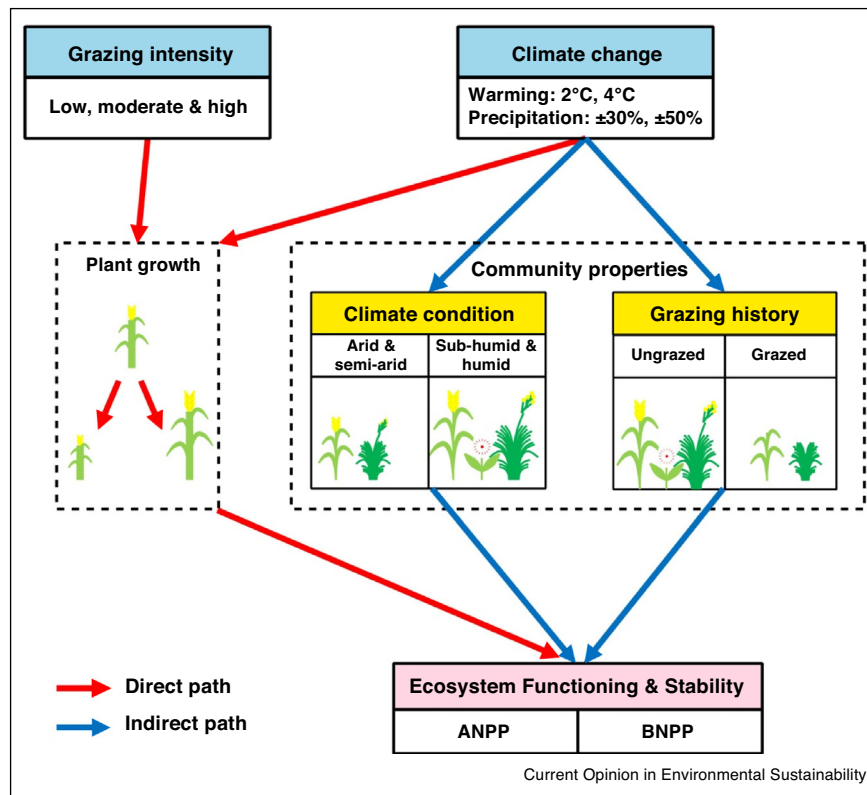 Grazing intensity
Low, moderate & high
Climate change
Warming: 2°C, 4°C
Precipitation: ±30%, ±50%
Plant growth
Community properties
Climate condition
Arid &
semi-arid
Sub-humid &
humid
Grazing history
Ungrazed
Grazed
Direct path
Indirect path
Ecosystem Functioning & Stability
ANPP
BNPP
Current Opinion in Environmental Sustainability